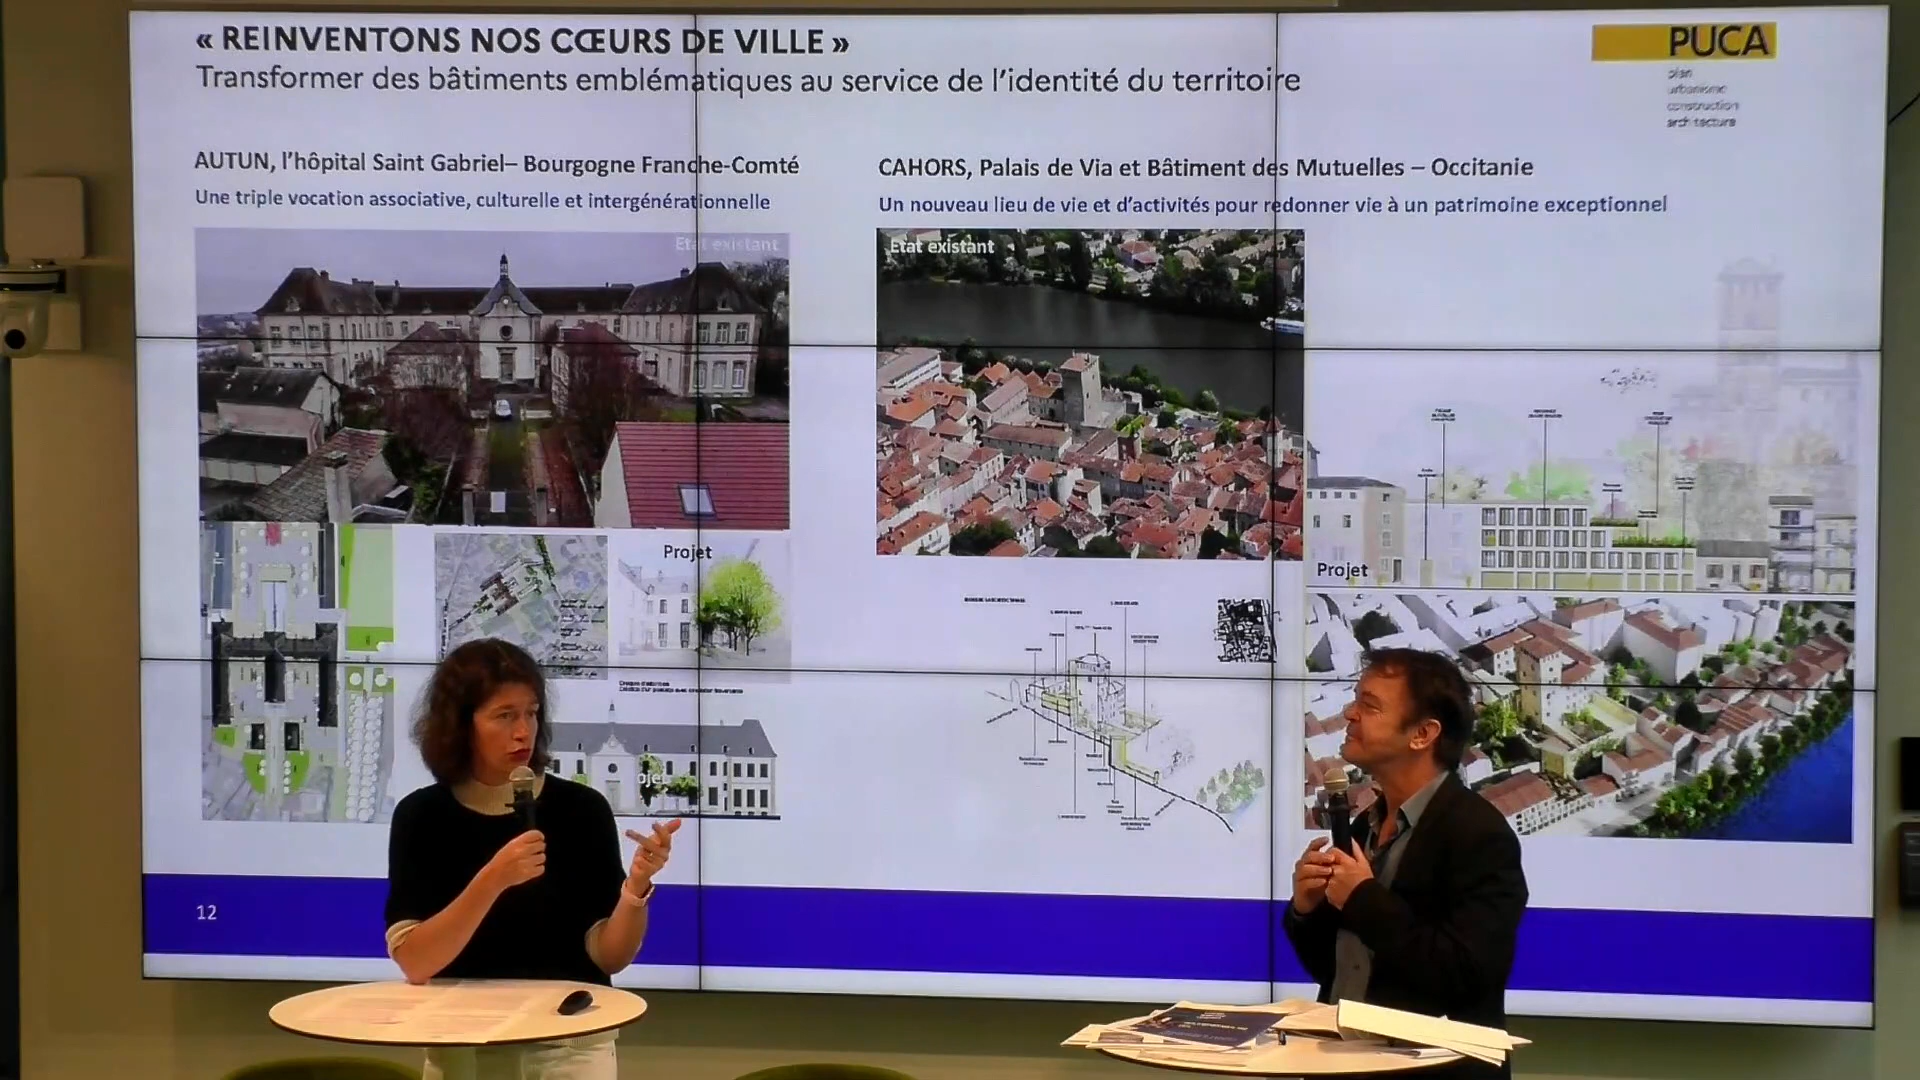 « REINVENTONS NOS CŒURS DE VILLE »
Transformer des bâtiments emblématiques au service de l'identité du territoire
PUCA
plan
urbanisme
construction
architecture
AUTUN, l'hôpital Saint Gabriel– Bourgogne Franche-Comté
Une triple vocation associative, culturelle et intergénérationnelle
Etat existant
Projet
CAHORS, Palais de Via et Bâtiment des Mutuelles – Occitanie
Un nouveau lieu de vie et d'activités pour redonner vie à un patrimoine exceptionnel
Etat existant
Projet
12